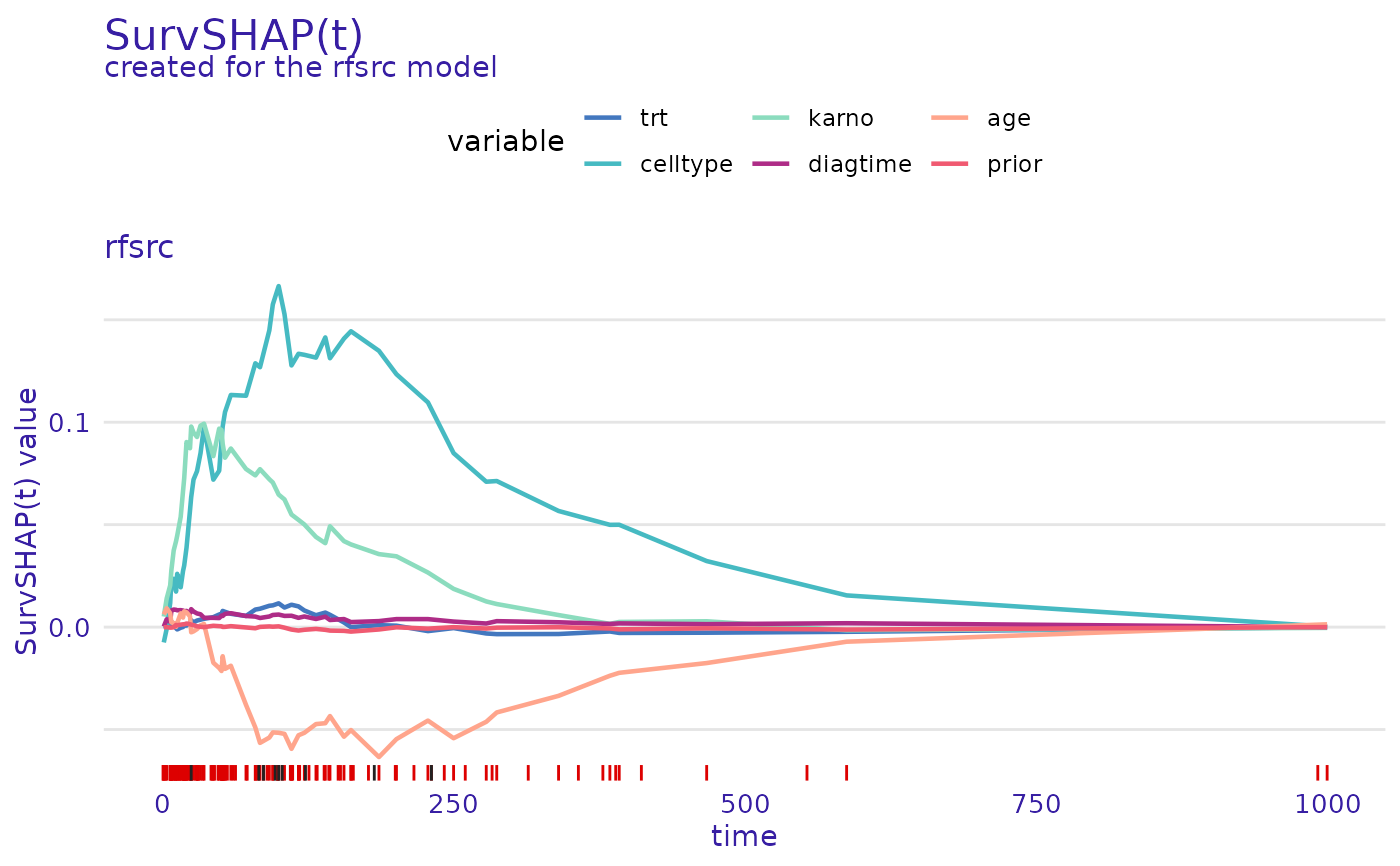 SurvSHAP(t)
created for the rfsrc model
variable
trt
karno
age
celltype
diagtime
prior
rfsrc
SurvSHAP(t) value
0.1
0.0
0
250
500
750
1000
time